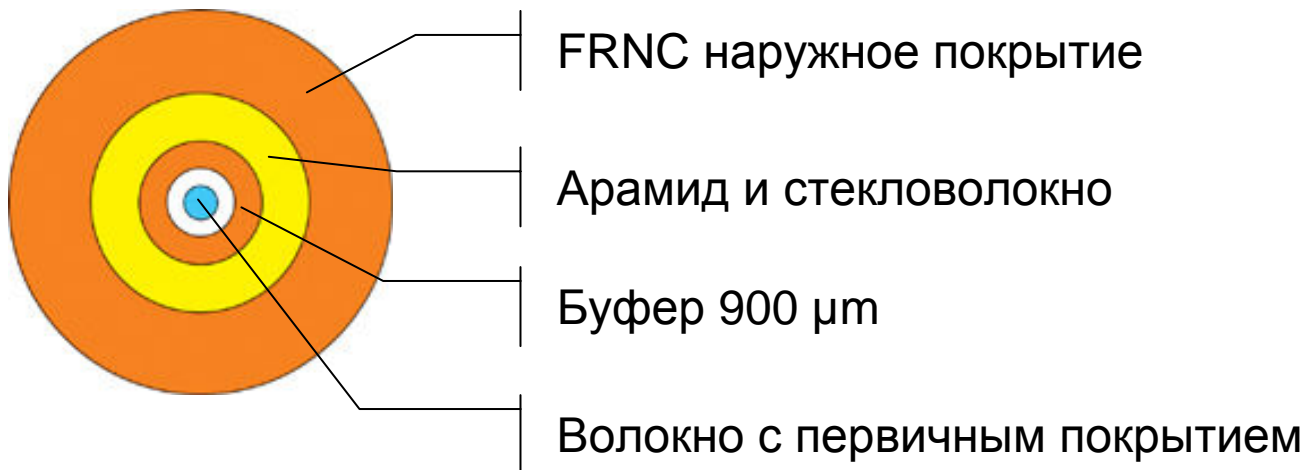 FRNC наружное покрытие
Арамид и стекловолокно
Буфер 900 µm
Волокно с первичным покрытием